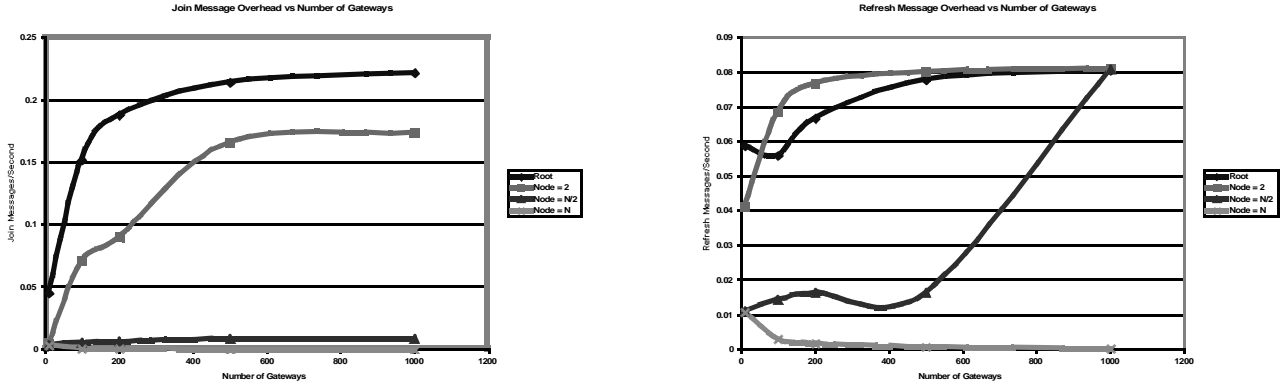 Join Message Overhead vs Number of Gateways
0.25
0.2
0.15
0.1
0.05
0
Join Messages/Second
0 200 400 600 800 1000 1200
Number of Gateways
Root
Node = 2
Node = N/2
Node = N
Refresh Message Overhead vs Number of Gateways
0.09
0.08
0.07
0.06
0.05
0.04
0.03
0.02
0.01
0
Refresh Messages/Second
0 200 400 600 800 1000 1200
Number of Gateways
Root
Node = 2
Node = N/2
Node = N